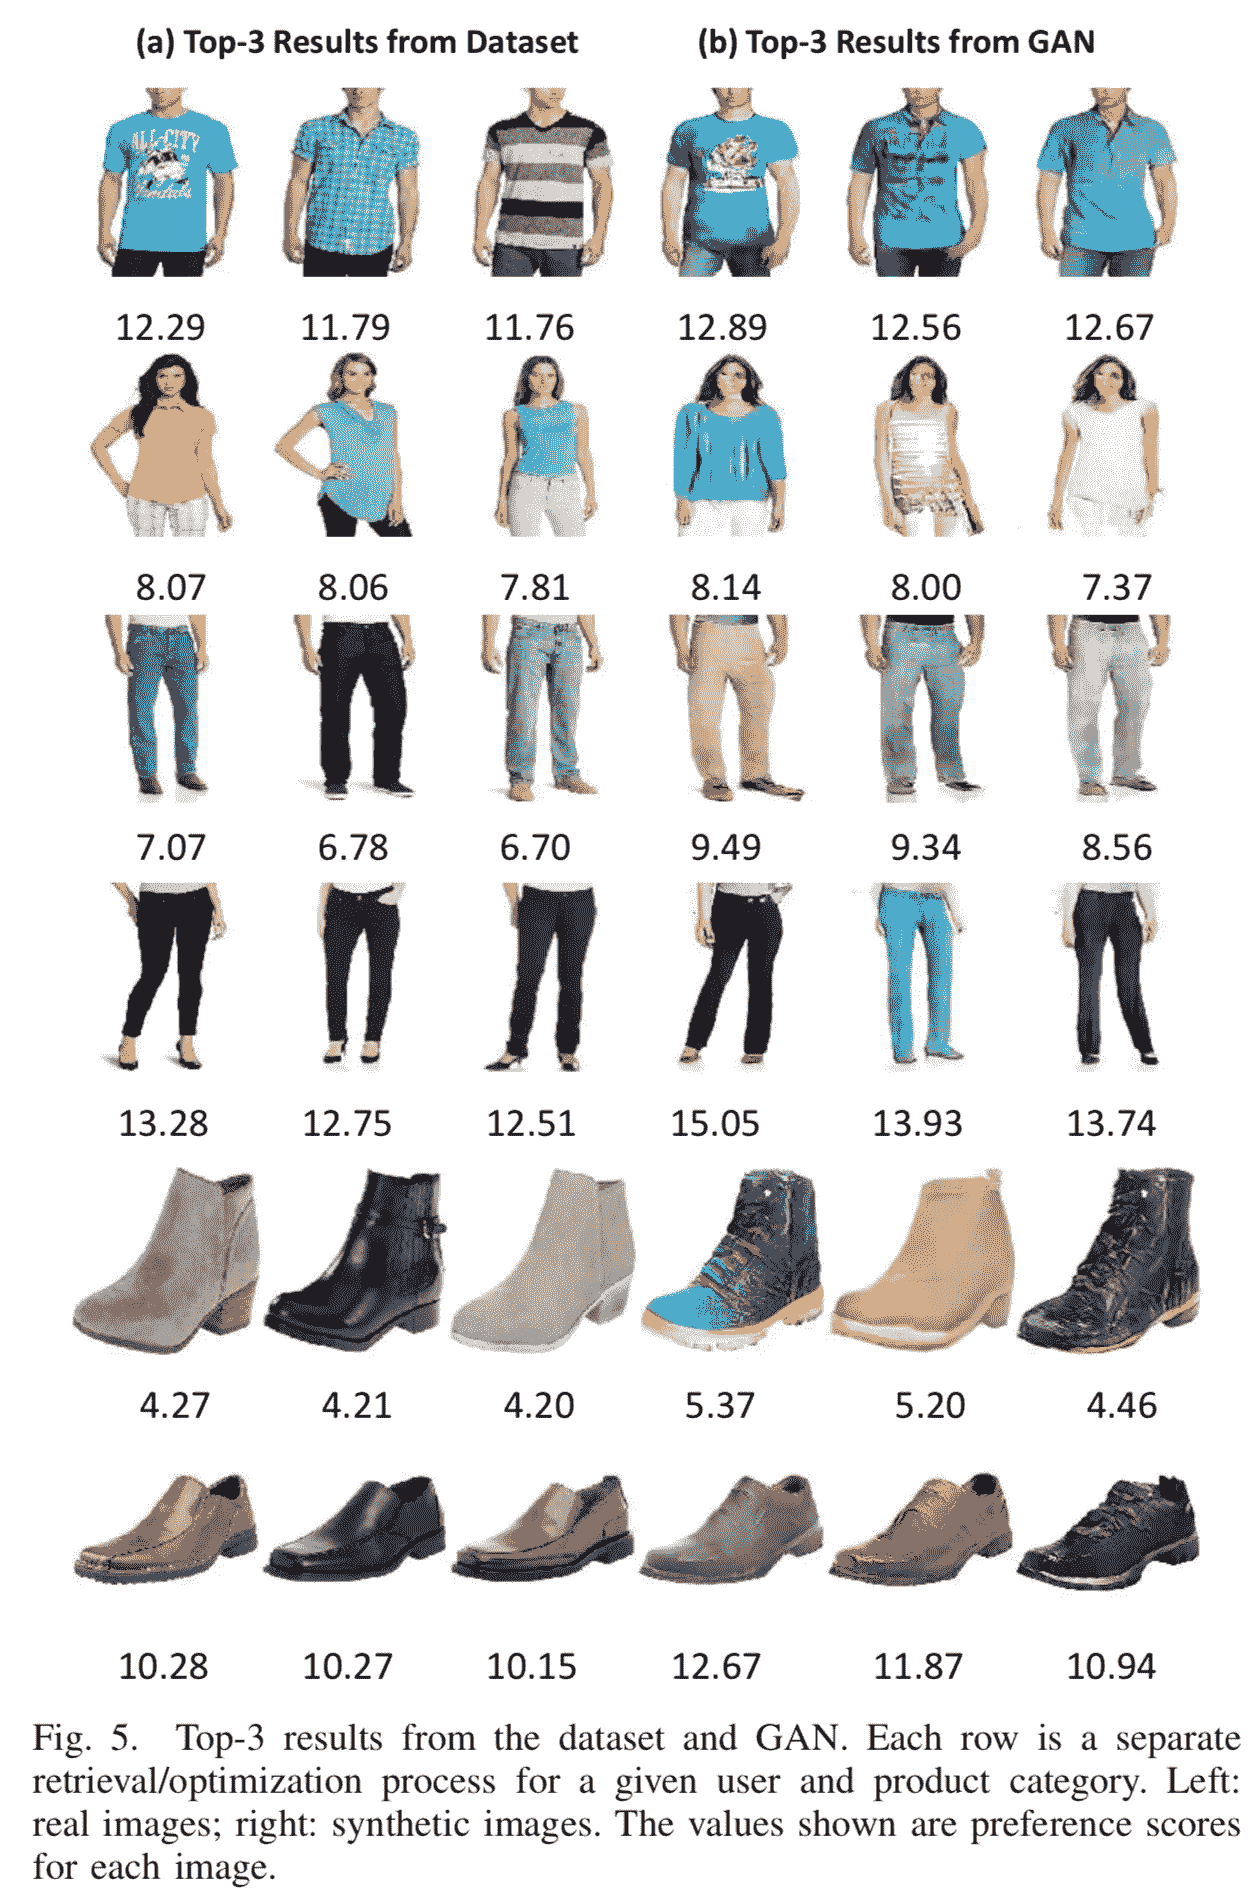 (a) Top-3 Results from Dataset (b) Top-3 Results from GAN
ALL-CITY
12.29 11.79 11.76 12.89 12.56 12.67
8.07 8.06 7.81 8.14 8.00 7.37
7.07 6.78 6.70 9.49 9.34 8.56
13.28 12.75 12.51 15.05 13.93 13.74
4.27 4.21 4.20 5.37 5.20 4.46
10.28 10.27 10.15 12.67 11.87 10.94
Fig. 5. Top-3 results from the dataset and GAN. Each row is a separate
retrieval/optimization process for a given user and product category. Left:
real images; right: synthetic images. The values shown are preference scores
for each image.